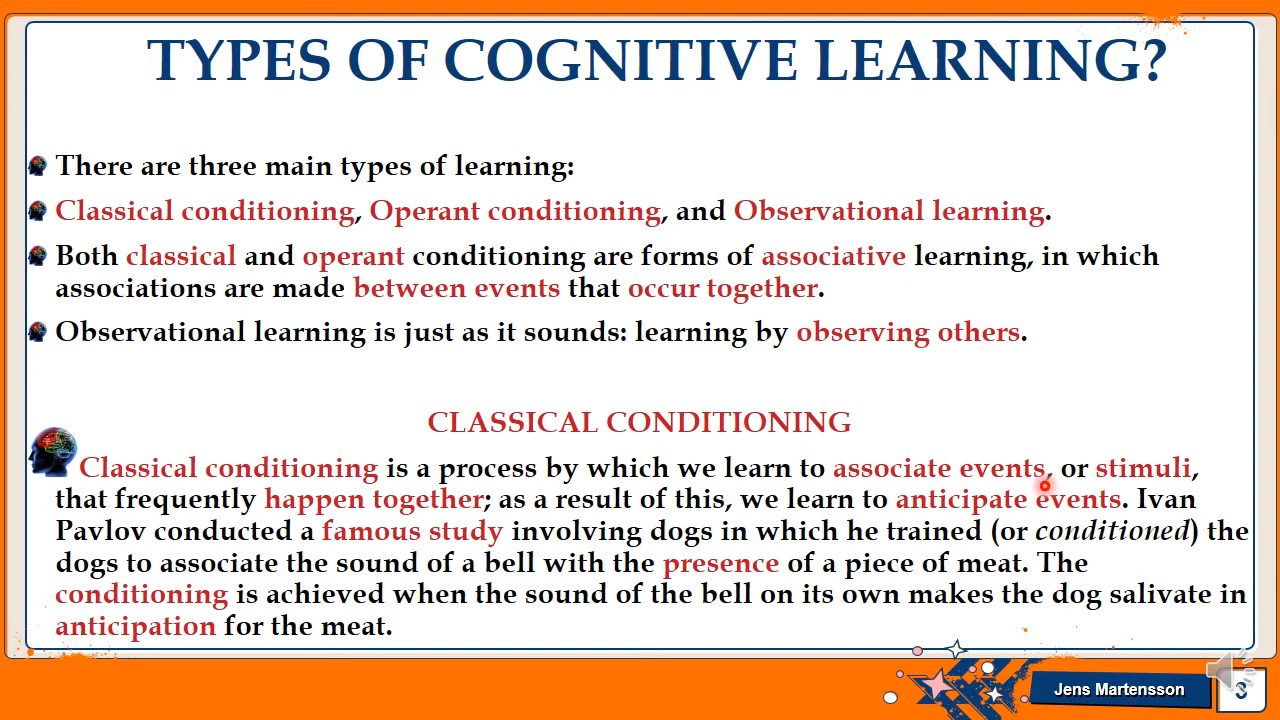 TYPES OF COGNITIVE LEARNING?
There are three main types of learning:
Classical conditioning, Operant conditioning, and Observational learning.
Both classical and operant conditioning are forms of associative learning, in which
associations are made between events that occur together.
Observational learning is just as it sounds: learning by observing others.
CLASSICAL CONDITIONING
Classical conditioning is a process by which we learn to associate events, or stimuli,
that frequently happen together; as a result of this, we learn to anticipate events. Ivan
Pavlov conducted a famous study involving dogs in which he trained (or conditioned) the
dogs to associate the sound of a bell with the presence of a piece of meat. The
conditioning is achieved when the sound of the bell on its own makes the dog salivate in
anticipation for the meat.
Jens Martensson
3